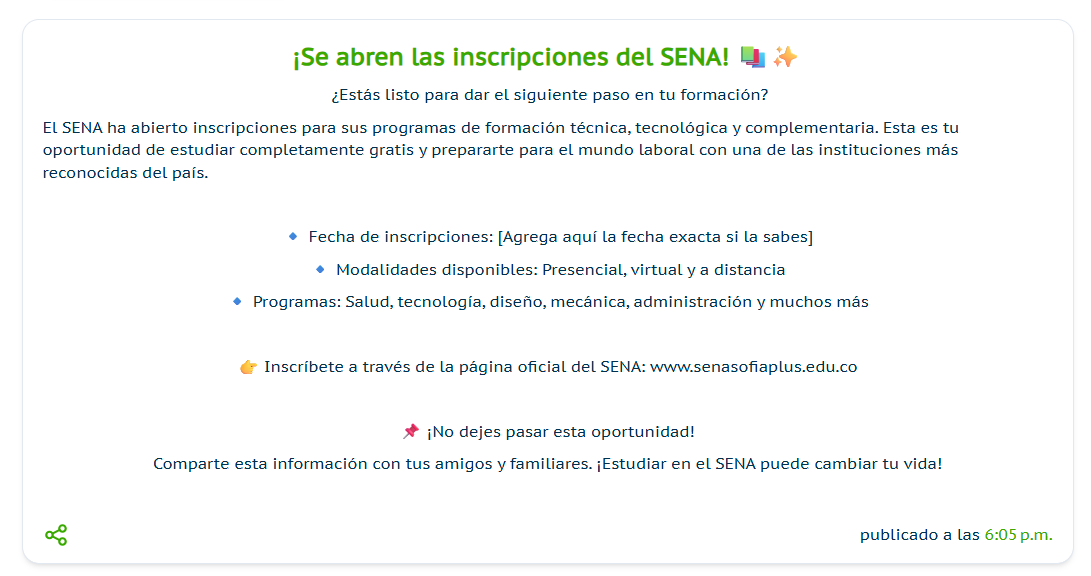 ¡Se abren las inscripciones del SENA! 📚✨
¿Estás listo para dar el siguiente paso en tu formación?
El SENA ha abierto inscripciones para sus programas de formación técnica, tecnológica y complementaria. Esta es tu
oportunidad de estudiar completamente gratis y prepararte para el mundo laboral con una de las instituciones más
reconocidas del país.
🔹 Fecha de inscripciones: [Agrega aquí la fecha exacta si la sabes]
🔹 Modalidades disponibles: Presencial, virtual y a distancia
🔹 Programas: Salud, tecnología, diseño, mecánica, administración y muchos más
👉 Inscríbete a través de la página oficial del SENA: www.senasofiaplus.edu.co
📌 ¡No dejes pasar esta oportunidad!
Comparte esta información con tus amigos y familiares. ¡Estudiar en el SENA puede cambiar tu vida!
publicado a las 6:05 p.m.